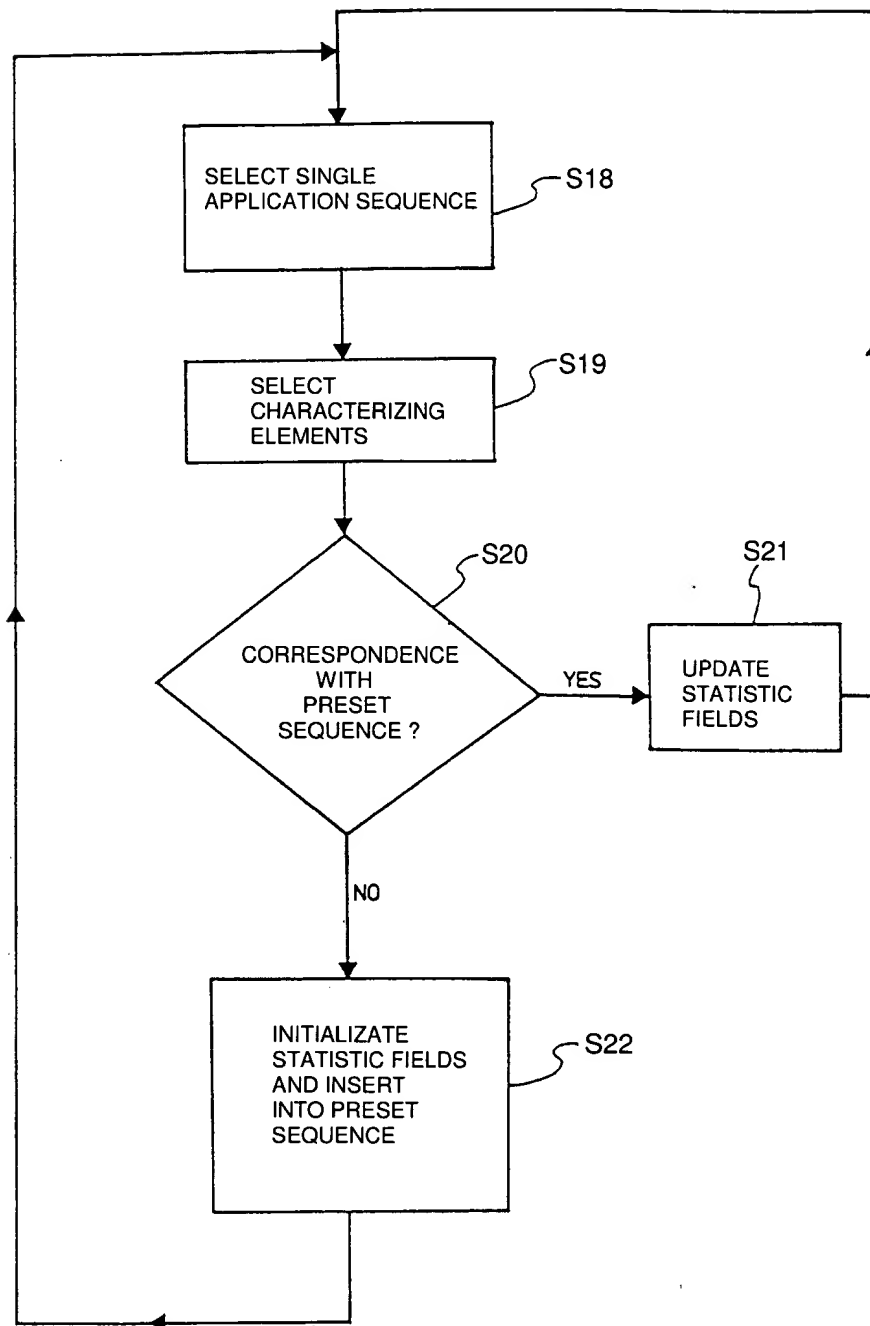 SELECT SINGLE
APPLICATION SEQUENCE
S18
SELECT
CHARACTERIZING
ELEMENTS
S19
S20
CORRESPONDENCE
WITH
PRESET
SEQUENCE ?
YES
S21
UPDATE
STATISTIC
FIELDS
NO
INITIALIZATE
STATISTIC FIELDS
AND INSERT
INTO PRESET
SEQUENCE
S22